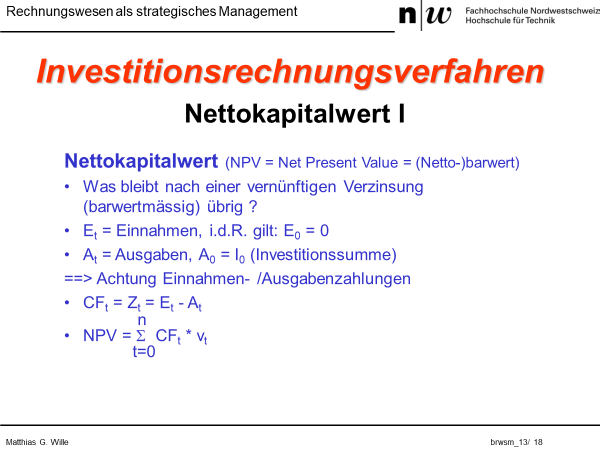 Rechnungswesen als strategisches Management
n|w Fachhochschule Nordwestschweiz
Hochschule für Technik
Investitionsrechnungsverfahren
Nettokapitalwert I
Nettokapitalwert (NPV = Net Present Value = (Netto-)barwert)
• Was bleibt nach einer vernünftigen Verzinsung
(barwertmässig) übrig ?
• Et = Einnahmen, i.d.R. gilt: E0 = 0
• At = Ausgaben, A0 = I0 (Investitionssumme)
==> Achtung Einnahmen- /Ausgabenzahlungen
• CFt = Zt = Et - At
n
• NPV = Σ CFt * vt
t=0
Matthias G. Wille
brwsm_13/ 18